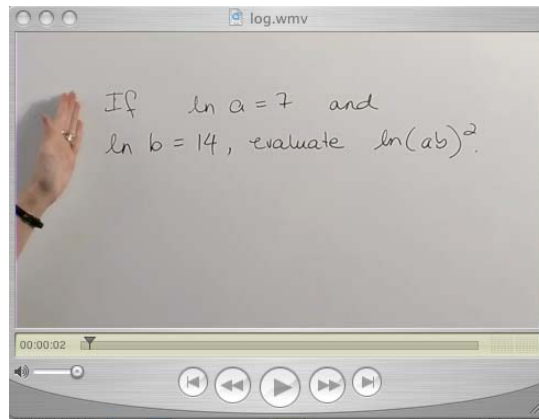 log.wmv
If ln a = 7 and
ln b = 14, evaluate ln(ab)².
00:00:02